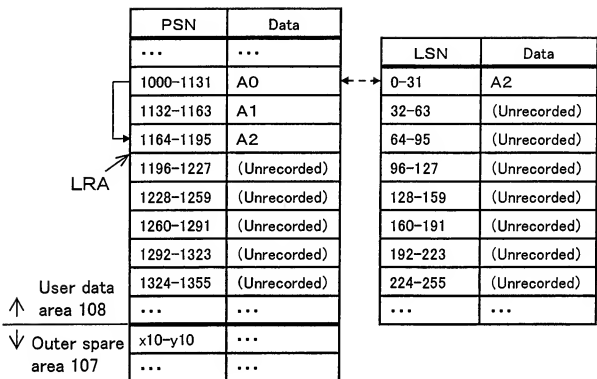 PSN Data
... ...
1000-1131 A0
1132-1163 A1
1164-1195 A2
1196-1227 (Unrecorded)
1228-1259 (Unrecorded)
1260-1291 (Unrecorded)
1292-1323 (Unrecorded)
1324-1355 (Unrecorded)
... ...
x10-y10 ...
... ...
LRA
User data
area 108
Outer spare
area 107
LSN Data
0-31 A2
32-63 (Unrecorded)
64-95 (Unrecorded)
96-127 (Unrecorded)
128-159 (Unrecorded)
160-191 (Unrecorded)
192-223 (Unrecorded)
224-255 (Unrecorded)
... ...